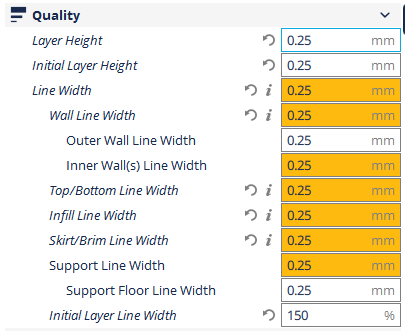 Quality
Layer Height 0.25 mm
Initial Layer Height 0.25 mm
Line Width i 0.25 mm
Wall Line Width i 0.25 mm
Outer Wall Line Width 0.25 mm
Inner Wall(s) Line Width 0.25 mm
Top/Bottom Line Width i 0.25 mm
Infill Line Width i 0.25 mm
Skirt/Brim Line Width i 0.25 mm
Support Line Width 0.25 mm
Support Floor Line Width 0.25 mm
Initial Layer Line Width 150 %